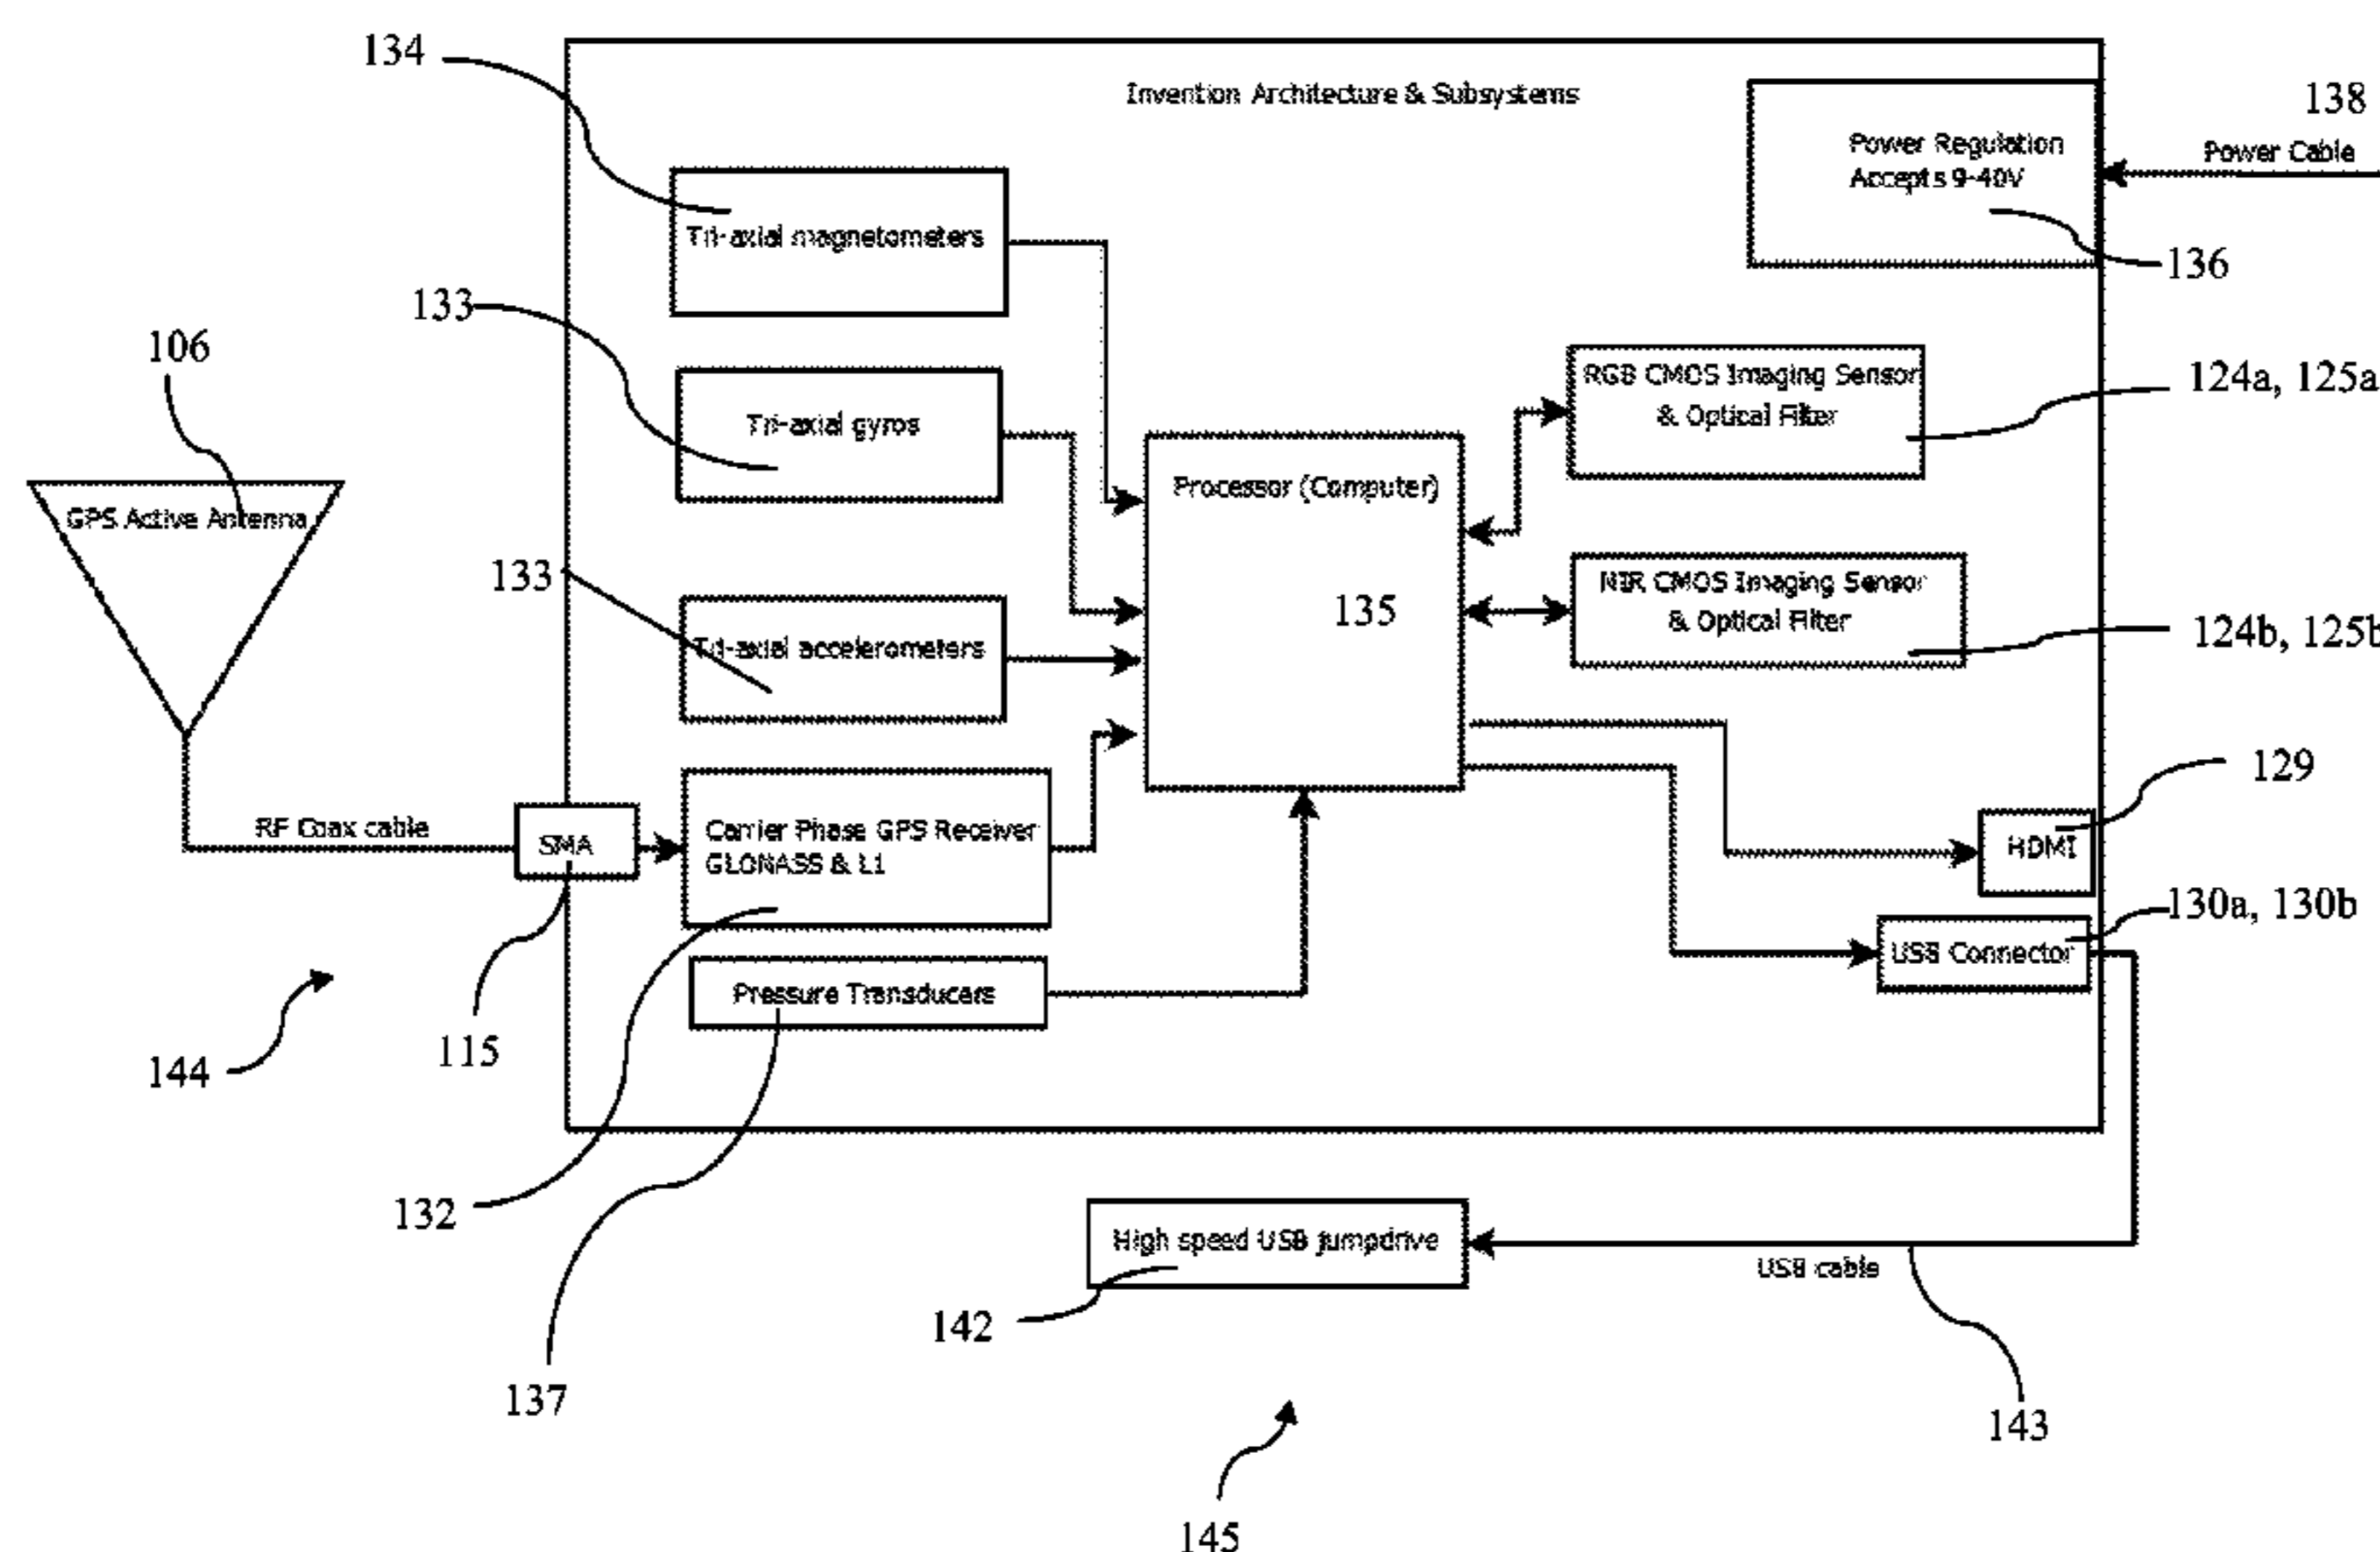 134
Invention Architecture & Subsystems
138
Power Regulation
Accepts 9-40V
Power Cable
Tri-axial magnetometers
136
133
106
RGB CMOS Imaging Sensor
& Optical Filter
124a, 125a
Tri-axial gyros
GPS Active Antenna
Processor (Computer)
133
135
NIR CMOS Imaging Sensor
& Optical Filter
124b, 125b
Tri-axial accelerometers
129
RF Coax cable
SMA
Carrier Phase GPS Receiver
GLONASS & L1
HDMI
130a, 130b
USB Connector
Pressure Transducers
115
144
132
High speed USB jumpdrive
USB cable
142
137
143
145